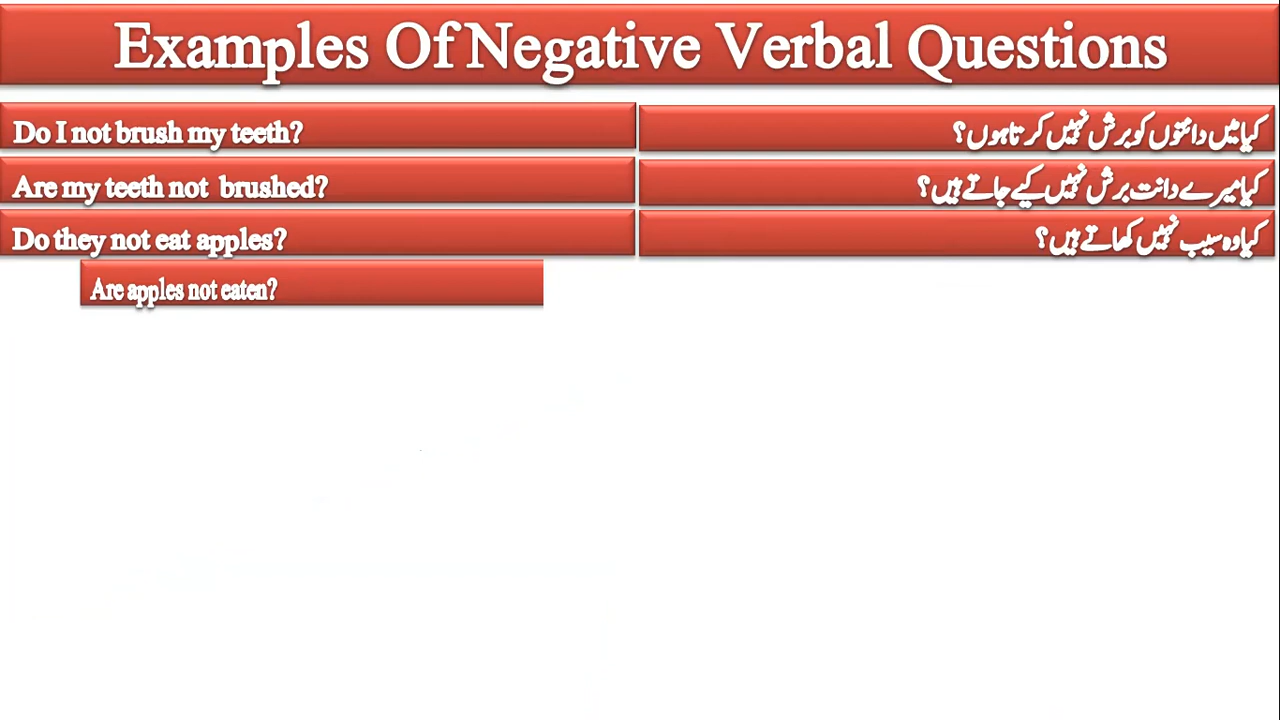 Examples Of Negative Verbal Questions
Do I not brush my teeth?
کیا میں دانتوں کو برش نہیں کرتا ہوں؟
Are my teeth not brushed?
کیا میرے دانت برش نہیں کیے جاتے ہیں؟
Do they not eat apples?
کیا وہ سیب نہیں کھاتے ہیں؟
Are apples not eaten?